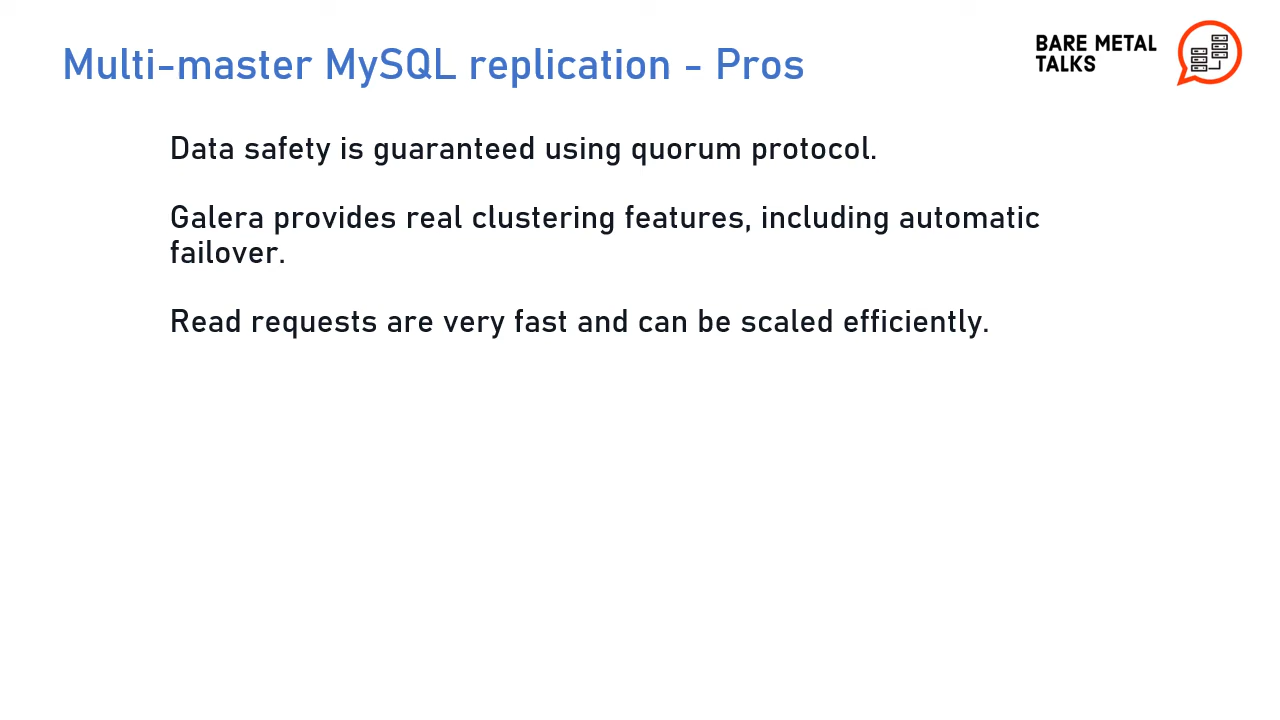 Multi-master MySQL replication - Pros
BARE METAL
TALKS
Data safety is guaranteed using quorum protocol.
Galera provides real clustering features, including automatic
failover.
Read requests are very fast and can be scaled efficiently.